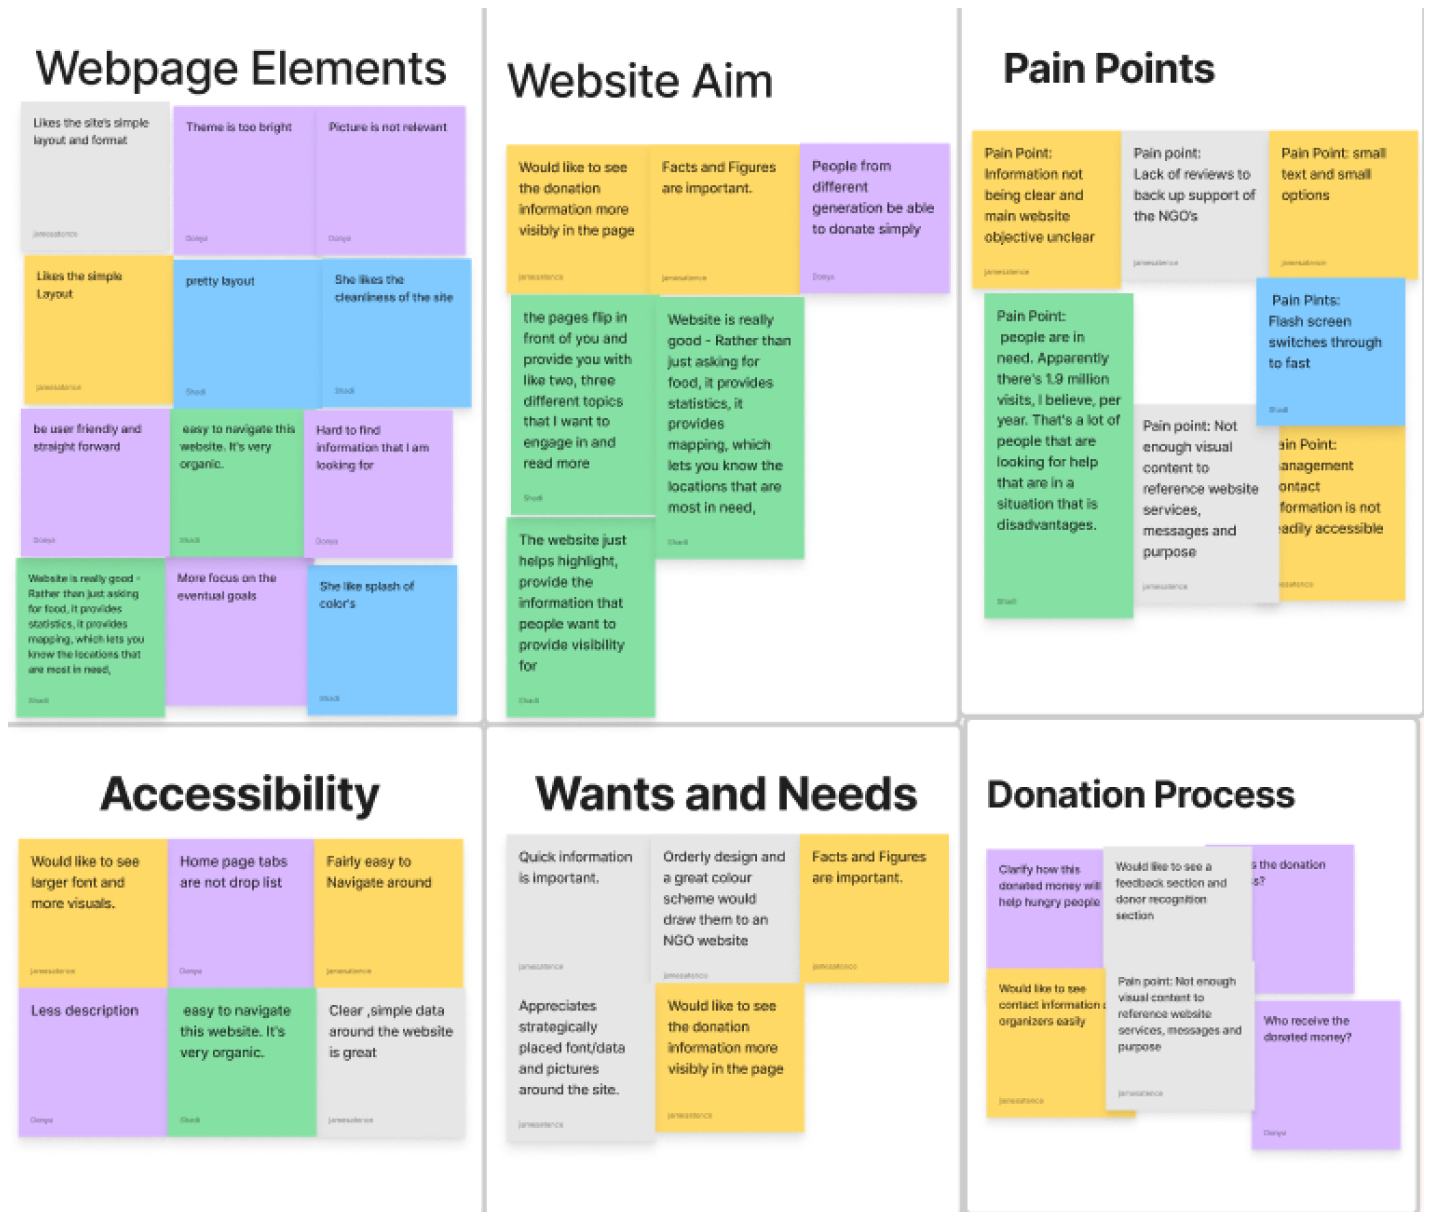 Webpage Elements
Likes the site's simple
layout and format
jamesatence
Theme is too bright
Donya
Picture is not relevant
Donya
Likes the simple
Layout
jamesatence
pretty layout
Shadi
She likes the
cleanliness of the site
Shadi
be user friendly and
straight forward
Donya
easy to navigate this
website. It's very
organic.
Shadi
Hard to find
information that I am
looking for
Donya
Website is really good -
Rather than just asking
for food, it provides
statistics, it provides
mapping, which lets you
know the locations that
are most in need,
Shadi
More focus on the
eventual goals
She like splash of
color's
Shadi
Website Aim
Would like to see
the donation
information more
visibly in the page
jamesatence
Facts and Figures
are important.
jamesatence
People from
different
generation be able
to donate simply
Donya
the pages flip in
front of you and
provide you with
like two, three
different topics
that I want to
engage in and
read more
Shadi
Website is really
good - Rather than
just asking for
food, it provides
statistics, it
provides
mapping, which
lets you know the
locations that are
most in need,
Shadi
The website just
helps highlight,
provide the
information that
people want to
provide visibility
for
Shadi
Pain Points
Pain Point:
Information not
being clear and
main website
objective unclear
jamesatence
Pain point:
Lack of reviews to
back up support of
the NGO's
jamesatence
Pain Point: small
text and small
options
jamesatence
Pain Point:
people are in
need. Apparently
there's 1.9 million
visits, I believe, per
year. That's a lot of
people that are
looking for help
that are in a
situation that is
disadvantages.
Shadi
Pain Pints:
Flash screen
switches through
to fast
Shadi
Pain point: Not
enough visual
content to
reference website
services,
messages and
purpose
jamesatence
ain Point:
anagement
ontact
formation is not
eadily accessible
Accessibility
Would like to see
larger font and
more visuals.
jamesatence
Home page tabs
are not drop list
Donya
Fairly easy to
Navigate around
jamesatence
Less description
Donya
easy to navigate
this website. It's
very organic.
Shadi
Clear ,simple data
around the website
is great
jamesatence
Wants and Needs
Quick information
is important.
jamesatence
Orderly design and
a great colour
scheme would
draw them to an
NGO website
jamesatence
Facts and Figures
are important.
jamesatence
Appreciates
strategically
placed font/data
and pictures
around the site.
jamesatence
Would like to see
the donation
information more
visibly in the page
jamesatence
Donation Process
Clarify how this
donated money will
help hungry people
Would like to see a
feedback section and
donor recognition
section
s the donation
s?
Would like to see
contact information
organizers easily
jamesatence
Pain point: Not enough
visual content to
reference website
services, messages and
purpose
jamesatence
Who receive the
donated money?
Donya